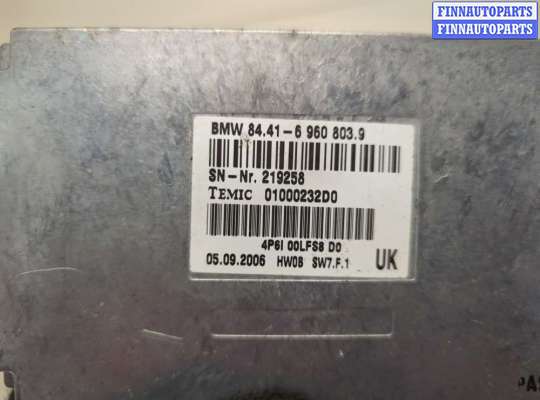 FINNAUTOPARTS
FINNAUTOPARTS
BMW 84.41-6 960 803.9
SN-Nr. 219258
TEMIC 01000232D0
4P6I 00LFS8 D0
05.09.2006 HW08 SW7.F.1 UK
PAS